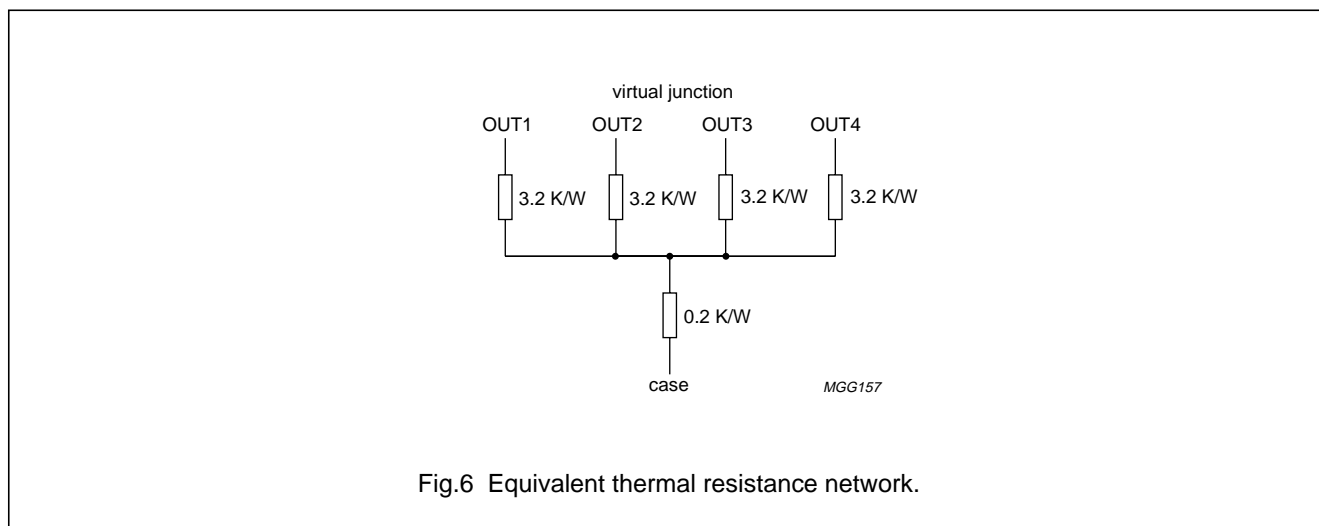 virtual junction
OUT1 OUT2 OUT3 OUT4
3.2 K/W 3.2 K/W 3.2 K/W 3.2 K/W
0.2 K/W
case
MGG157
Fig.6 Equivalent thermal resistance network.